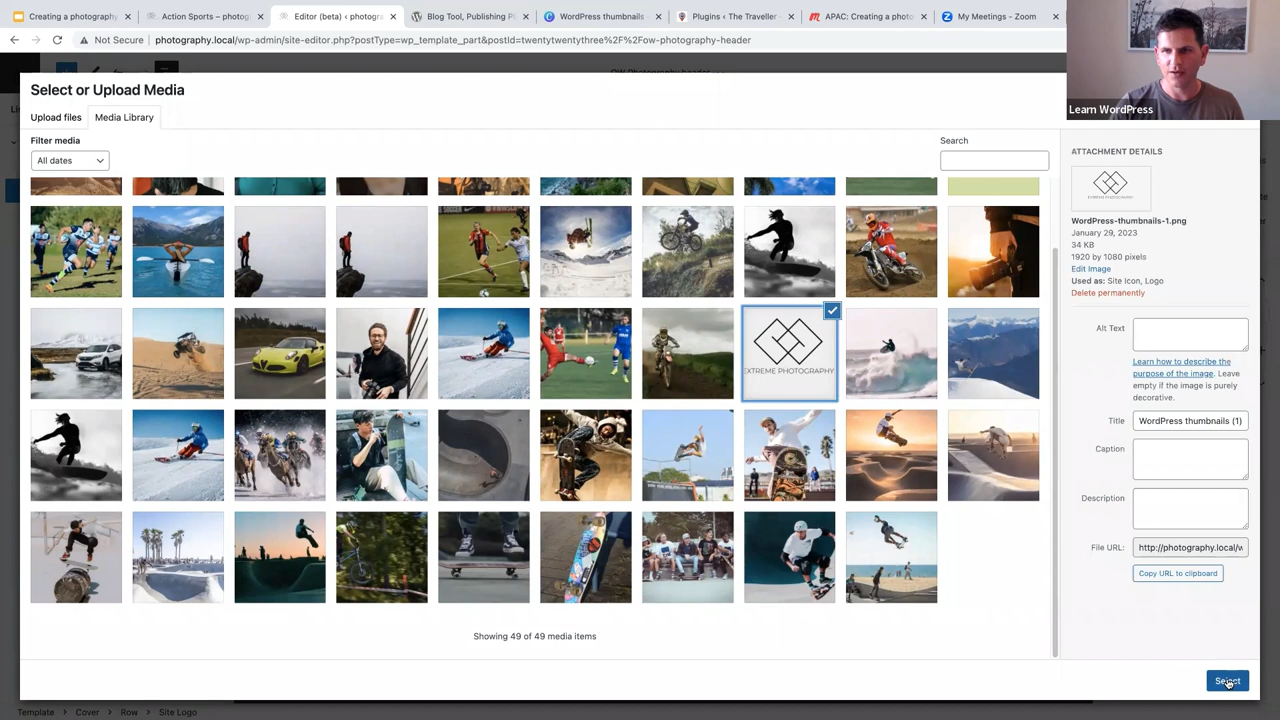 Creating a photography
Action Sports – photog
Editor (beta) ‹ photogra
Blog Tool, Publishing Pl
WordPress thumbnails -
Plugins ‹ The Traveller -
APAC: Creating a photo
My Meetings - Zoom
Not Secure
photography.local/wp-admin/site-editor.php?postType=wp_template_part&postId=twentytwentythree%2F%2Fow-photography-header
Learn WordPress
Select or Upload Media
Upload files
Media Library
Filter media
All dates
Search
EXTREME PHOTOGRAPHY
Showing 49 of 49 media items
ATTACHMENT DETAILS
EXTREME PHOTOGRAPHY
WordPress-thumbnails-1.png
January 29, 2023
34 KB
1920 by 1080 pixels
Edit Image
Used as: Site Icon, Logo
Delete permanently
Alt Text
Learn how to describe the
purpose of the image. Leave
empty if the image is purely
decorative.
Title
WordPress thumbnails (1)
Caption
Description
File URL:
http://photography.local/w
Copy URL to clipboard
Select
Template
Cover
Row
Site Logo